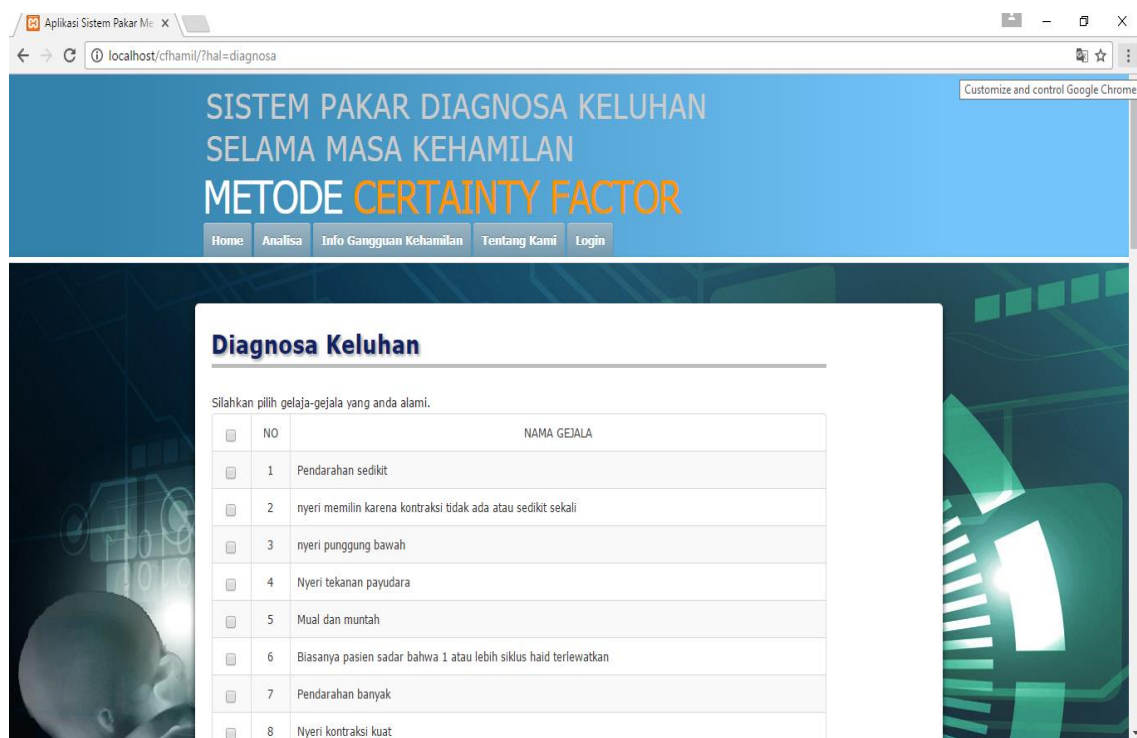 Aplikasi Sistem Pakar Me
localhost/cfhamil/?hal=diagnosa
Customize and control Google Chrome
SISTEM PAKAR DIAGNOSA KELUHAN
SELAMA MASA KEHAMILAN
METODE CERTAINTY FACTOR
Home Analisa Info Gangguan Kehamilan Tentang Kami Login
Diagnosa Keluhan
Silahkan pilih gelaja-gejala yang anda alami.
NO NAMA GEJALA
1 Pendarahan sedikit
2 nyeri memilin karena kontraksi tidak ada atau sedikit sekali
3 nyeri punggung bawah
4 Nyeri tekanan payudara
5 Mual dan muntah
6 Biasanya pasien sadar bahwa 1 atau lebih siklus haid terlewatkan
7 Pendarahan banyak
8 Nyeri kontraksi kuat